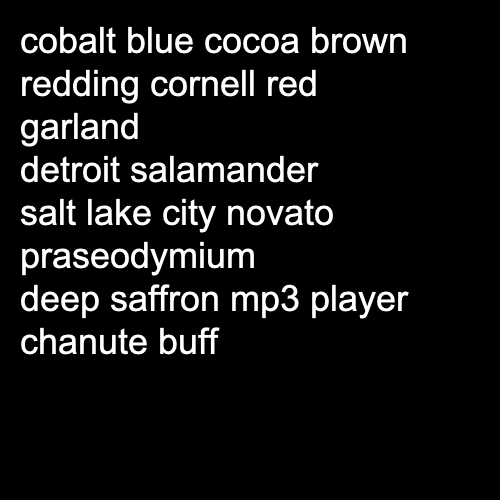 cobalt blue cocoa brown
redding cornell red
garland
detroit salamander
salt lake city novato
praseodymium
deep saffron mp3 player
chanute buff